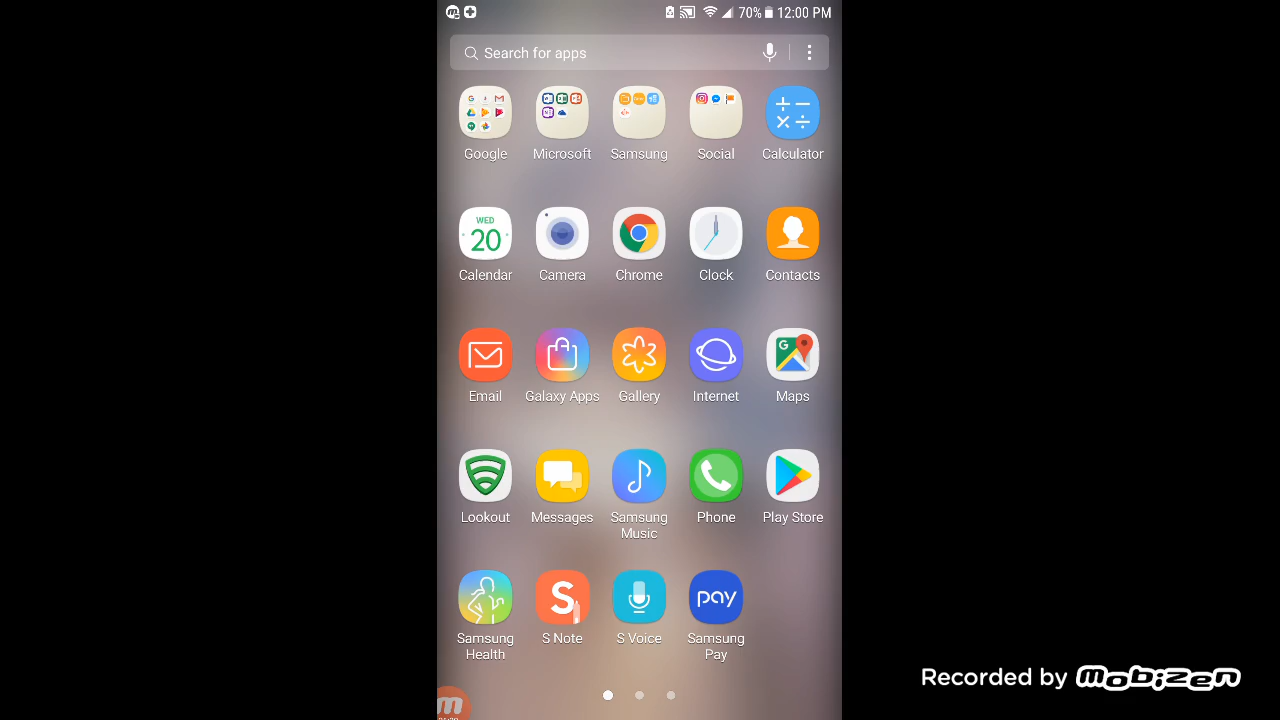 70% 12:00 PM
Search for apps
Google Microsoft Samsung Social Calculator
WED
20
Calendar Camera Chrome Clock Contacts
Email Galaxy Apps Gallery Internet Maps
Lookout Messages Samsung Music Phone Play Store
S
pay
Samsung Health S Note S Voice Samsung Pay
Recorded by mobizen